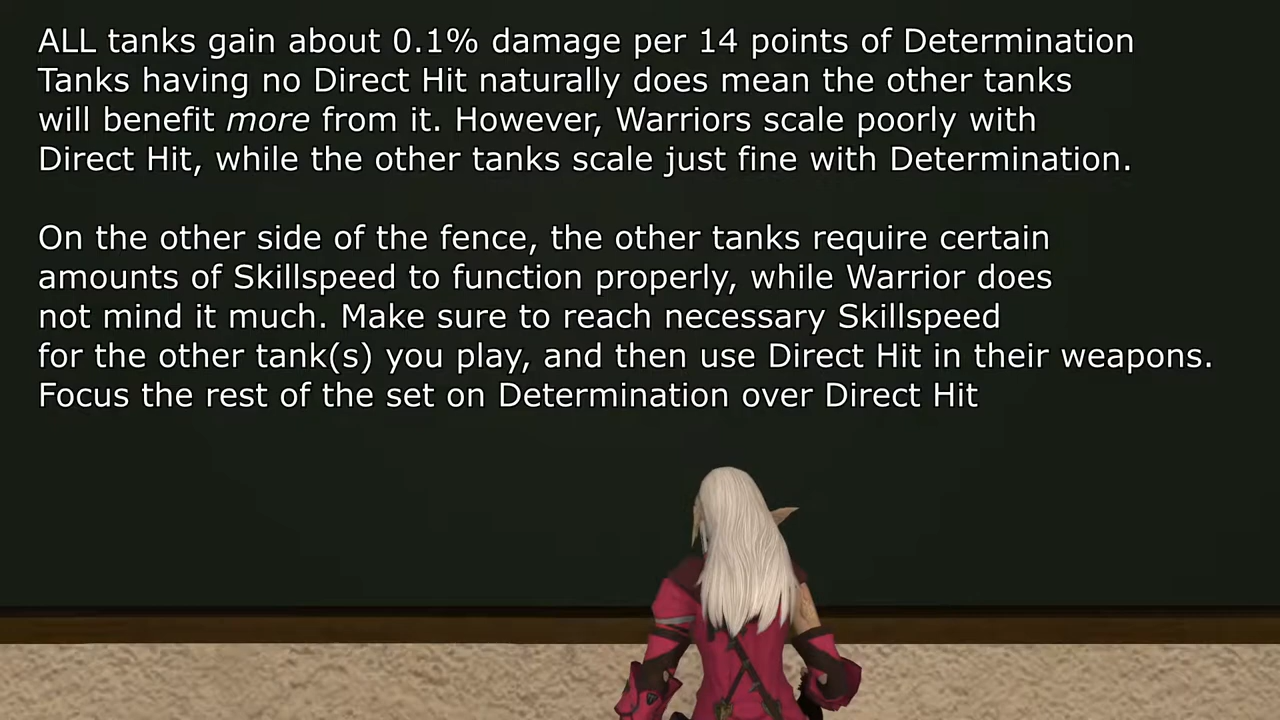 ALL tanks gain about 0.1% damage per 14 points of Determination
Tanks having no Direct Hit naturally does mean the other tanks
will benefit more from it. However, Warriors scale poorly with
Direct Hit, while the other tanks scale just fine with Determination.
On the other side of the fence, the other tanks require certain
amounts of Skillspeed to function properly, while Warrior does
not mind it much. Make sure to reach necessary Skillspeed
for the other tank(s) you play, and then use Direct Hit in their weapons.
Focus the rest of the set on Determination over Direct Hit